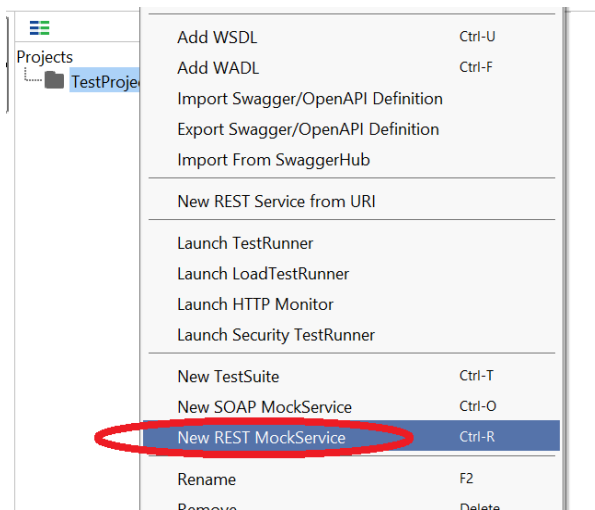 Projects
TestProje
Add WSDL Ctrl-U
Add WADL Ctrl-F
Import Swagger/OpenAPI Definition
Export Swagger/OpenAPI Definition
Import From SwaggerHub
New REST Service from URI
Launch TestRunner
Launch LoadTestRunner
Launch HTTP Monitor
Launch Security TestRunner
New TestSuite Ctrl-T
New SOAP MockService Ctrl-O
New REST MockService Ctrl-R
Rename F2
Remove Delete